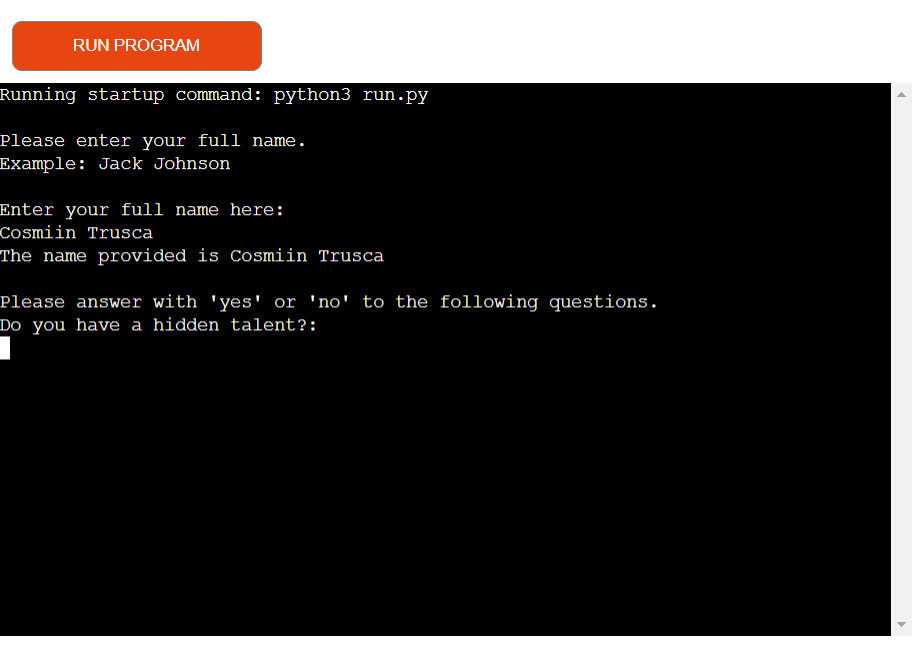 RUN PROGRAM
Running startup command: python3 run.py
Please enter your full name.
Example: Jack Johnson
Enter your full name here:
Cosmiin Trusca
The name provided is Cosmiin Trusca
Please answer with 'yes' or 'no' to the following questions.
Do you have a hidden talent?: